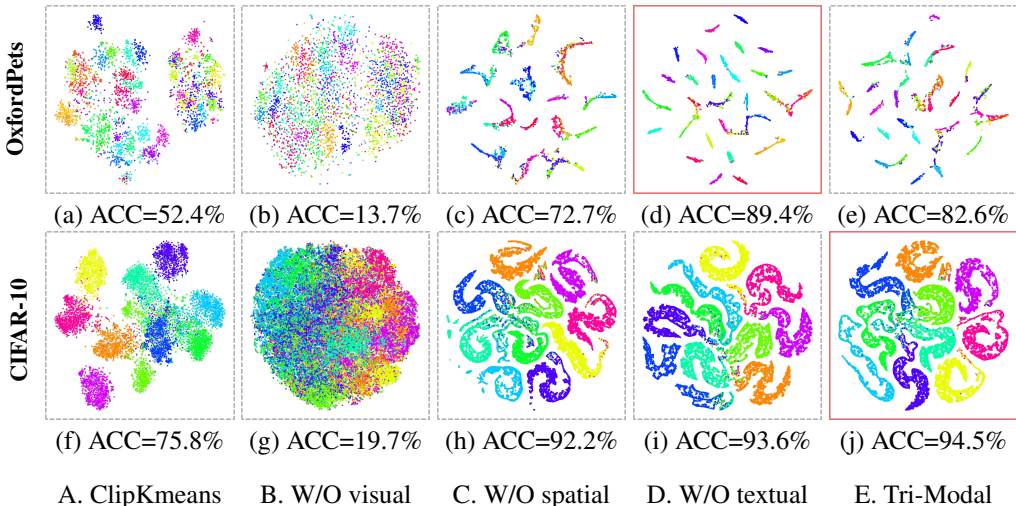 OxfordPets
(a) ACC=52.4% (b) ACC=13.7% (c) ACC=72.7% (d) ACC=89.4% (e) ACC=82.6%
CIFAR-10
(f) ACC=75.8% (g) ACC=19.7% (h) ACC=92.2% (i) ACC=93.6% (j) ACC=94.5%
A. ClipKmeans B. W/O visual C. W/O spatial D. W/O textual E. Tri-Modal